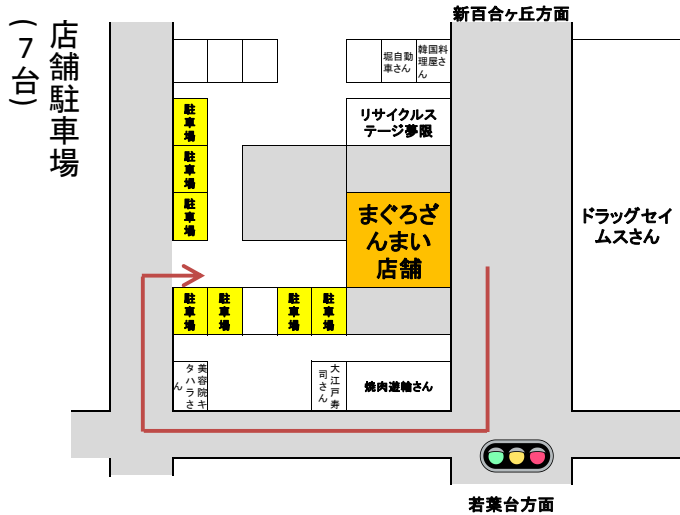 新百合ヶ丘方面
店舗駐車場
(7台)
堀自動
車さん
韓国料
理屋さ
ん
駐車場
駐車場
駐車場
リサイクルス
テージ夢限
まぐろざ
んまい
店舗
ドラッグセイ
ムスさん
駐車場
駐車場
駐車場
駐車場
美容院キ
タハラさ
ん
大江戸寿
司さん
焼肉遊輪さん
若葉台方面